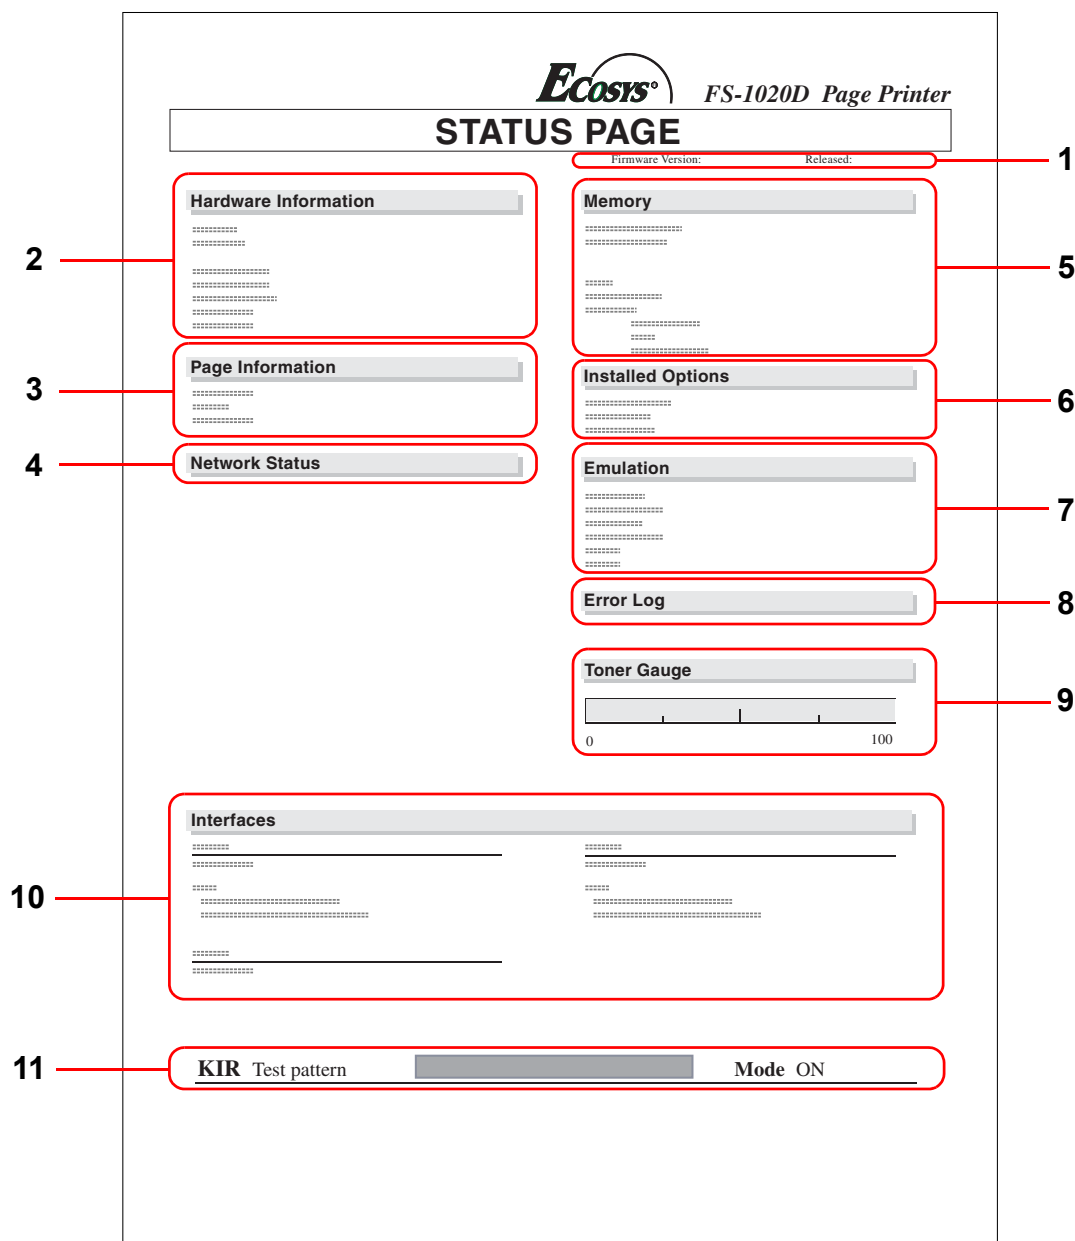 ECOSYS FS-1020D Page Printer
STATUS PAGE
Firmware Version: Released:
1
Hardware Information
2
Page Information
3
Network Status
4
Memory
5
Installed Options
6
Emulation
7
Error Log
8
Toner Gauge
0 100
9
Interfaces
10
KIR Test pattern Mode ON
11